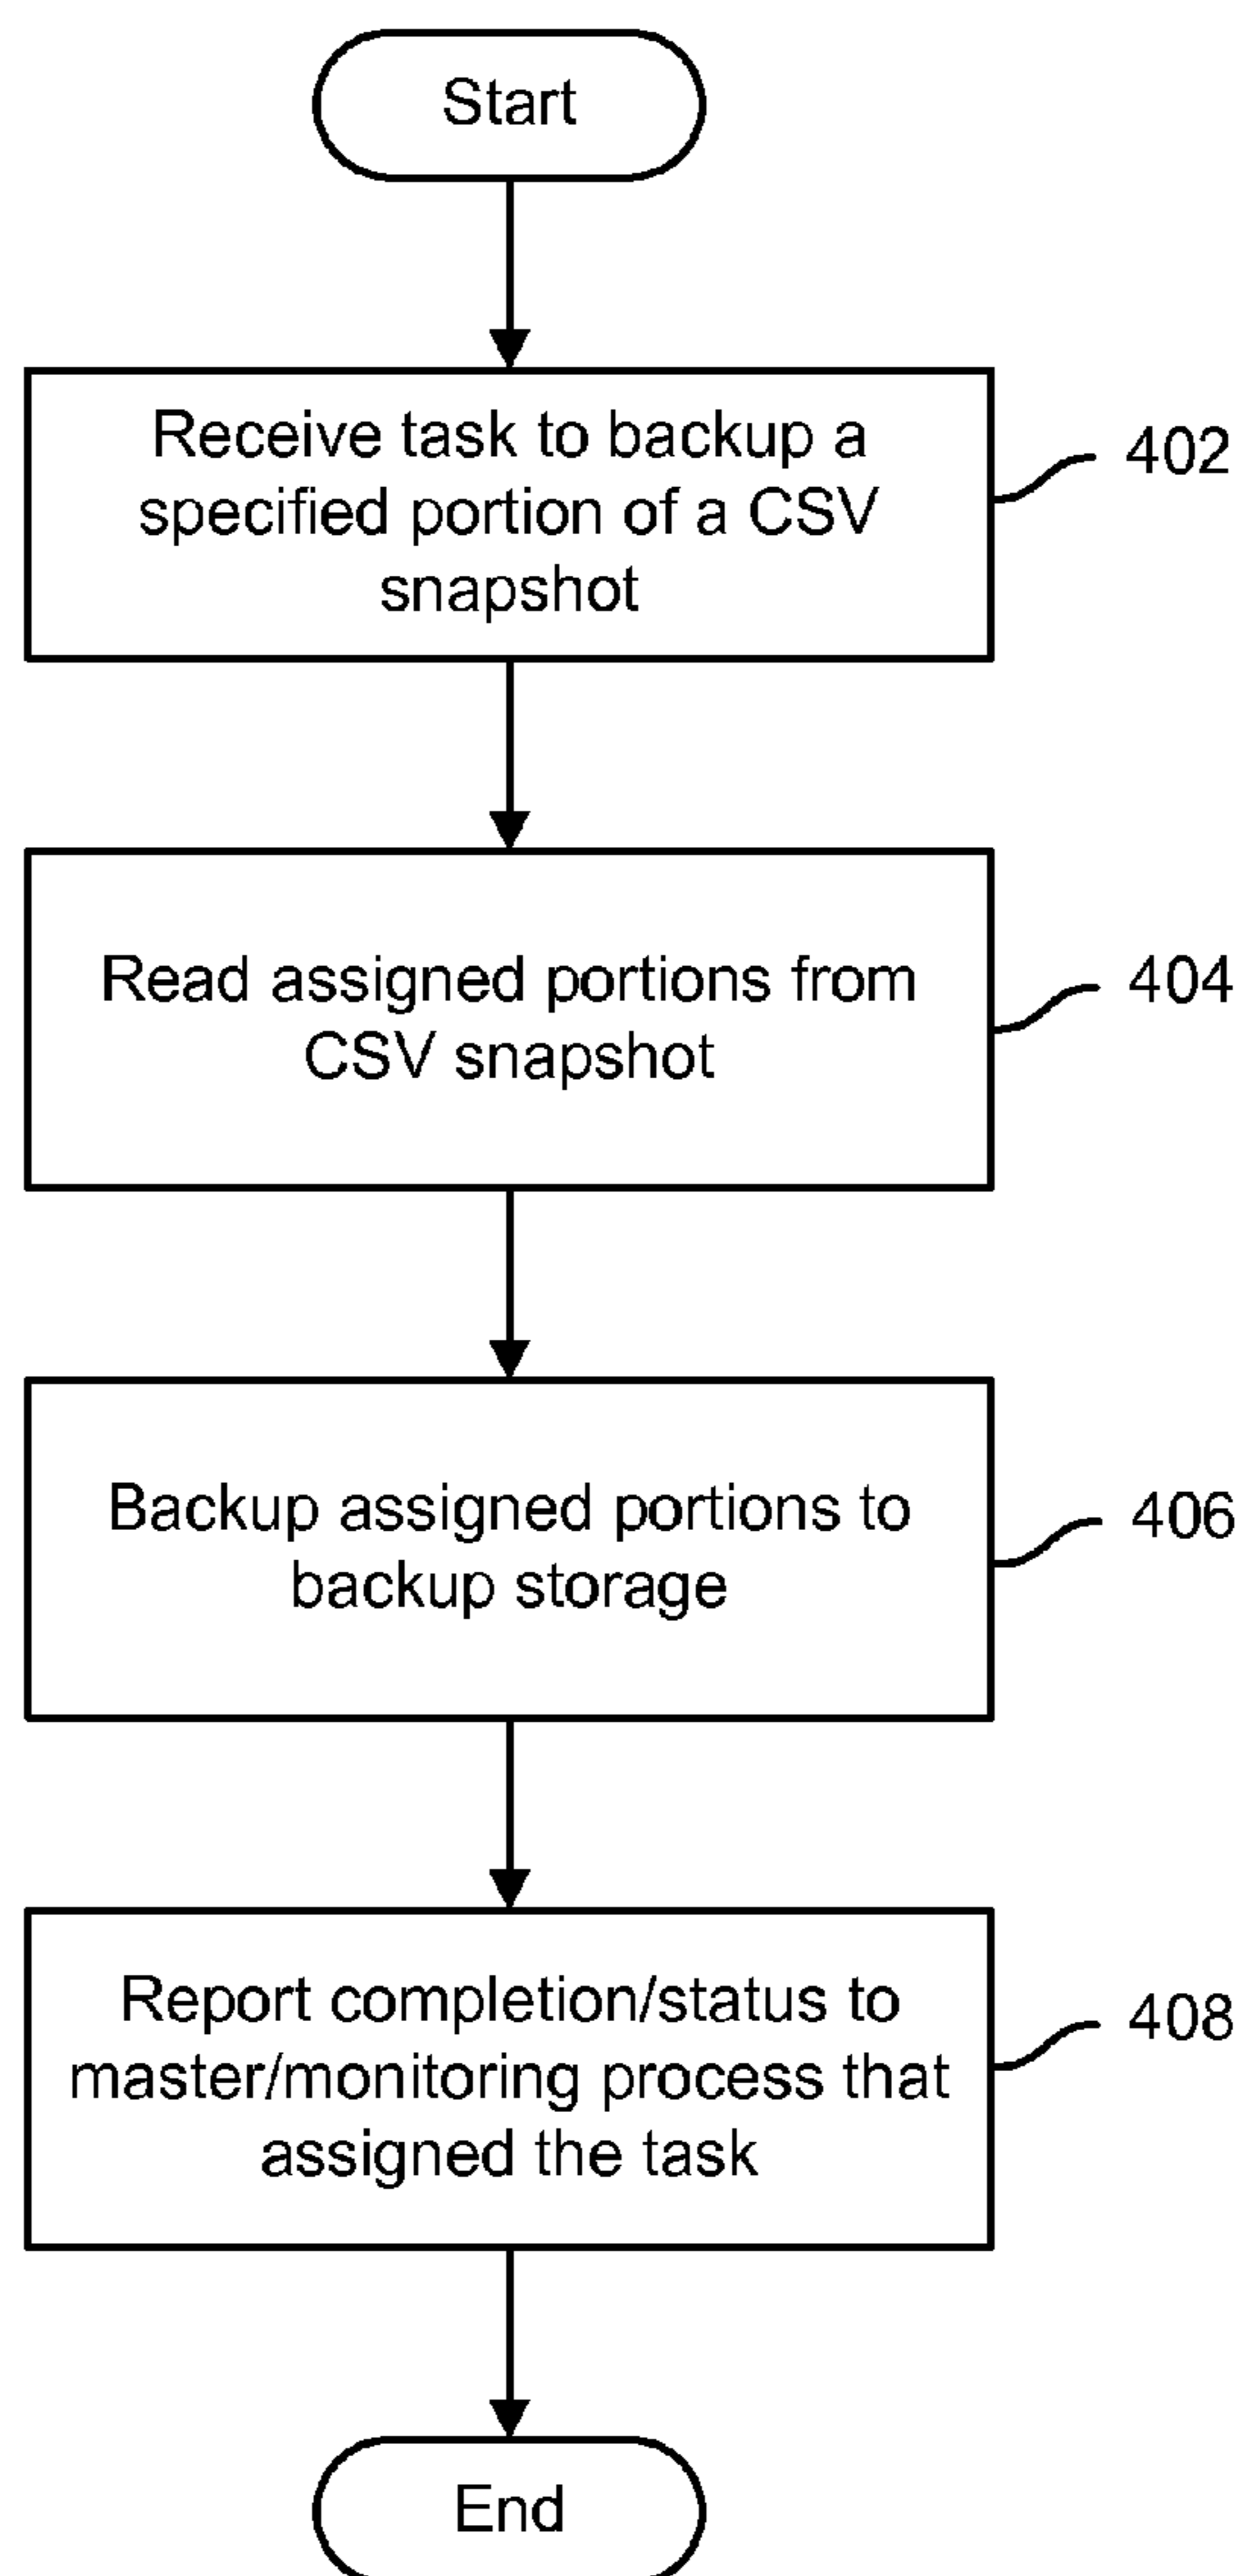 Start
Receive task to backup a
specified portion of a CSV
snapshot
402
Read assigned portions from
CSV snapshot
404
Backup assigned portions to
backup storage
406
Report completion/status to
master/monitoring process that
assigned the task
408
End